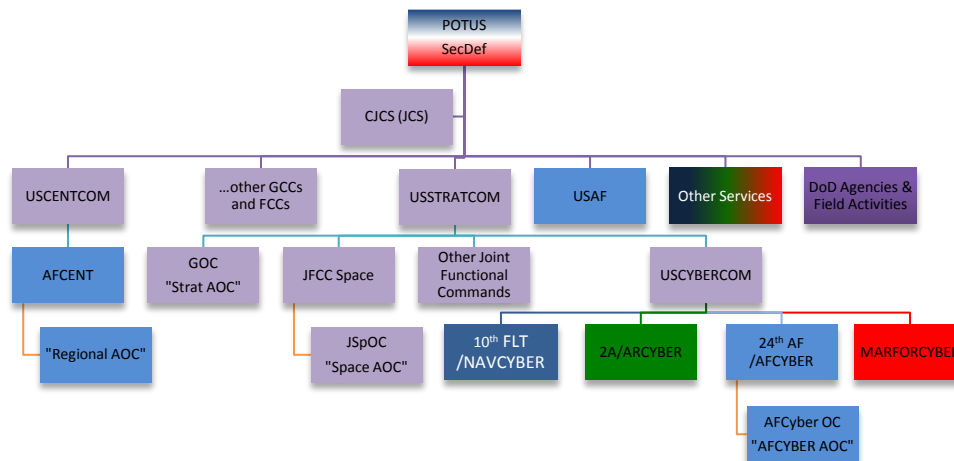 POTUS
SecDef
CJCS (JCS)
USCENTCOM
...other GCCs
and FCCs
USSTRATCOM
USAF
Other Services
DoD Agencies &
Field Activities
AFCENT
GOC
"Strat AOC"
JFCC Space
Other Joint
Functional
Commands
USCYBERCOM
"Regional AOC"
JSpOC
"Space AOC"
10th FLT
/NAVCYBER
2A/ARCYBER
24th AF
/AFCYBER
MARFORCYBER
AFCyber OC
"AFCYBER AOC"